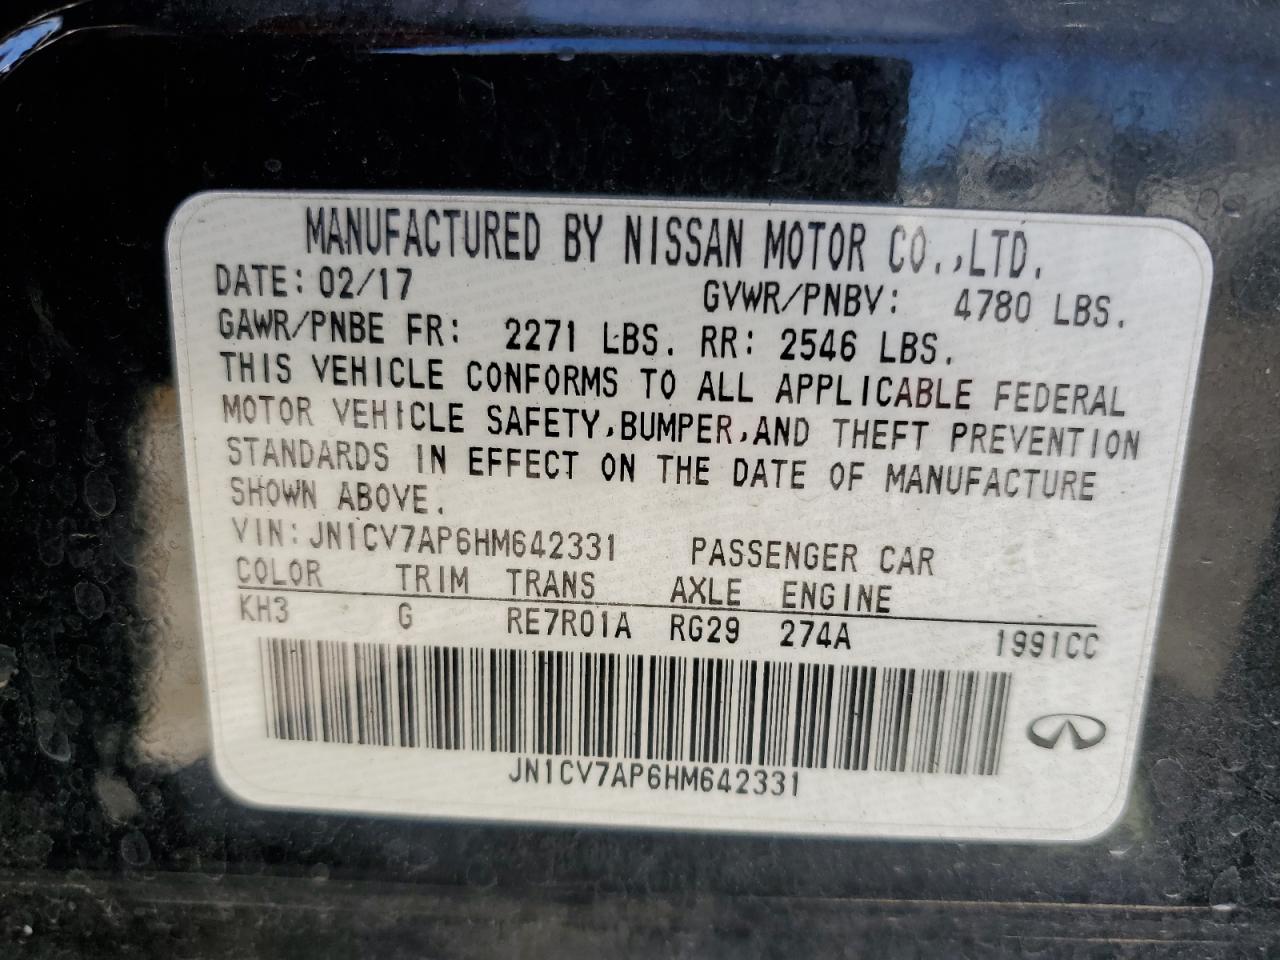 MANUFACTURED BY NISSAN MOTOR CO.,LTD.
DATE: 02/17 GVWR/PNBV: 4780 LBS.
GAWR/PNBE FR: 2271 LBS. RR: 2546 LBS.
THIS VEHICLE CONFORMS TO ALL APPLICABLE FEDERAL
MOTOR VEHICLE SAFETY,BUMPER,AND THEFT PREVENTION
STANDARDS IN EFFECT ON THE DATE OF MANUFACTURE
SHOWN ABOVE.
VIN: JN1CV7AP6HM642331 PASSENGER CAR
COLOR TRIM TRANS AXLE ENGINE
KH3 G RE7R01A RG29 274A 1991CC
JN1CV7AP6HM642331